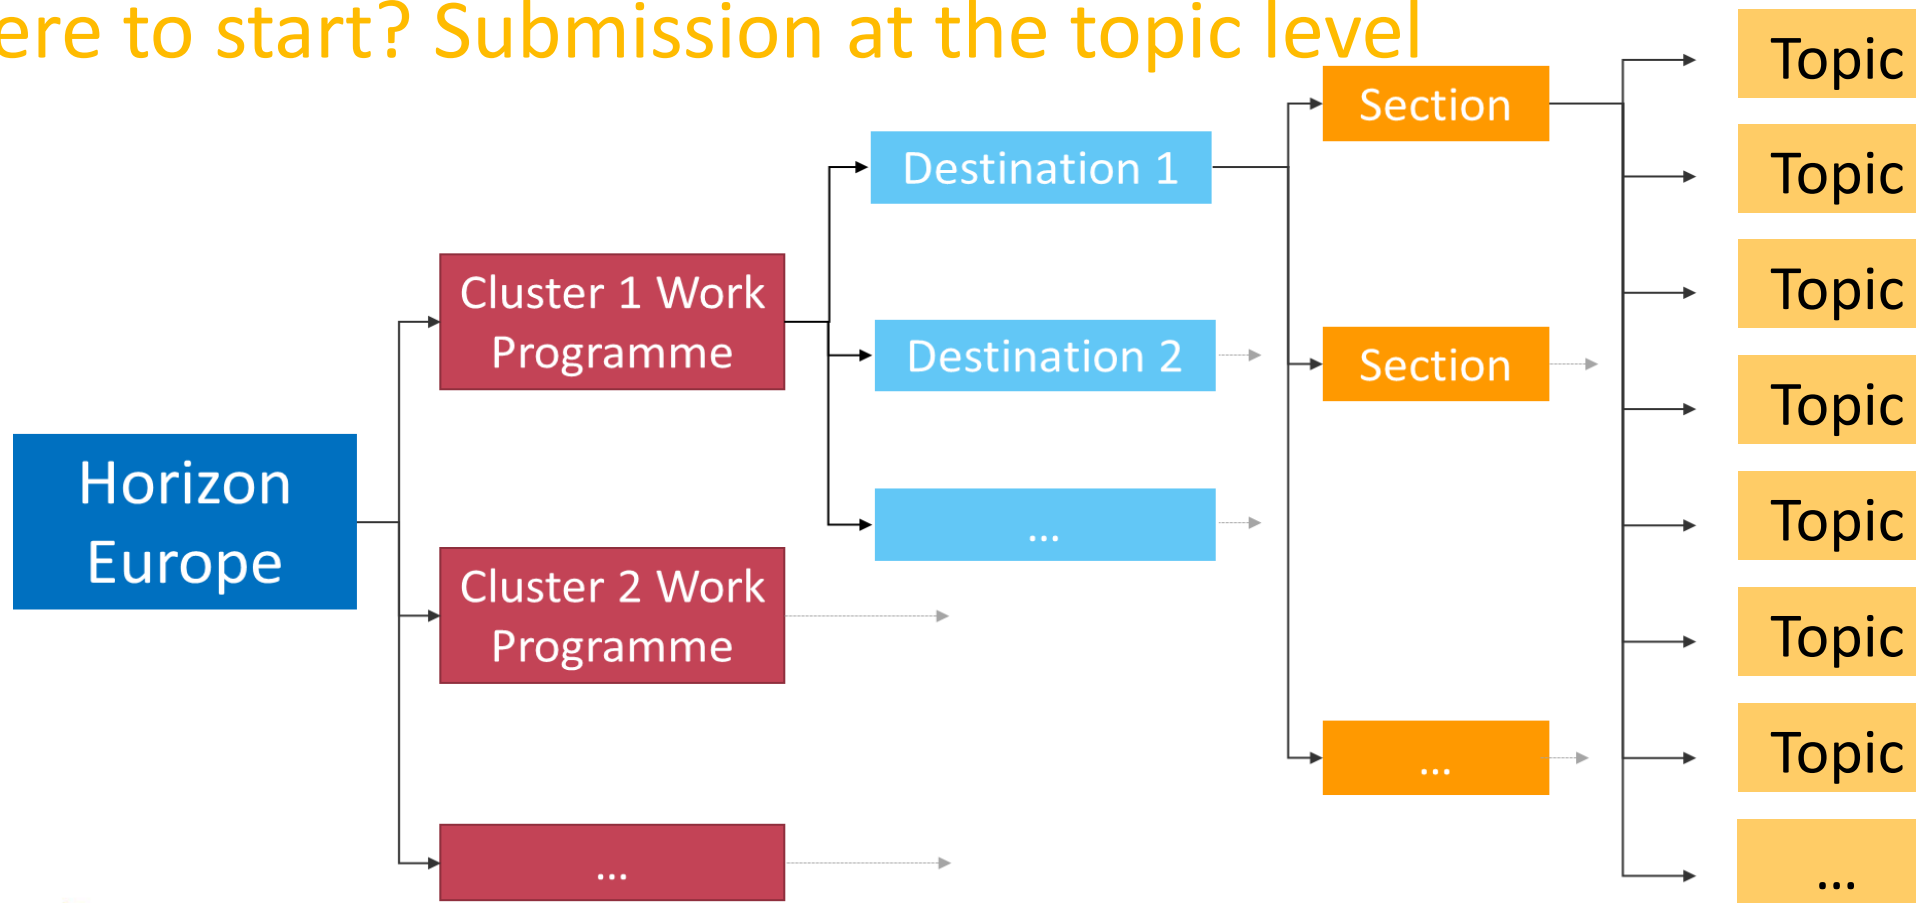 ere to start? Submission at the topic level
Horizon
Europe
Cluster 1 Work
Programme
Cluster 2 Work
Programme
...
Destination 1
Destination 2
...
Section
Section
...
Topic
Topic
Topic
Topic
Topic
Topic
Topic
...